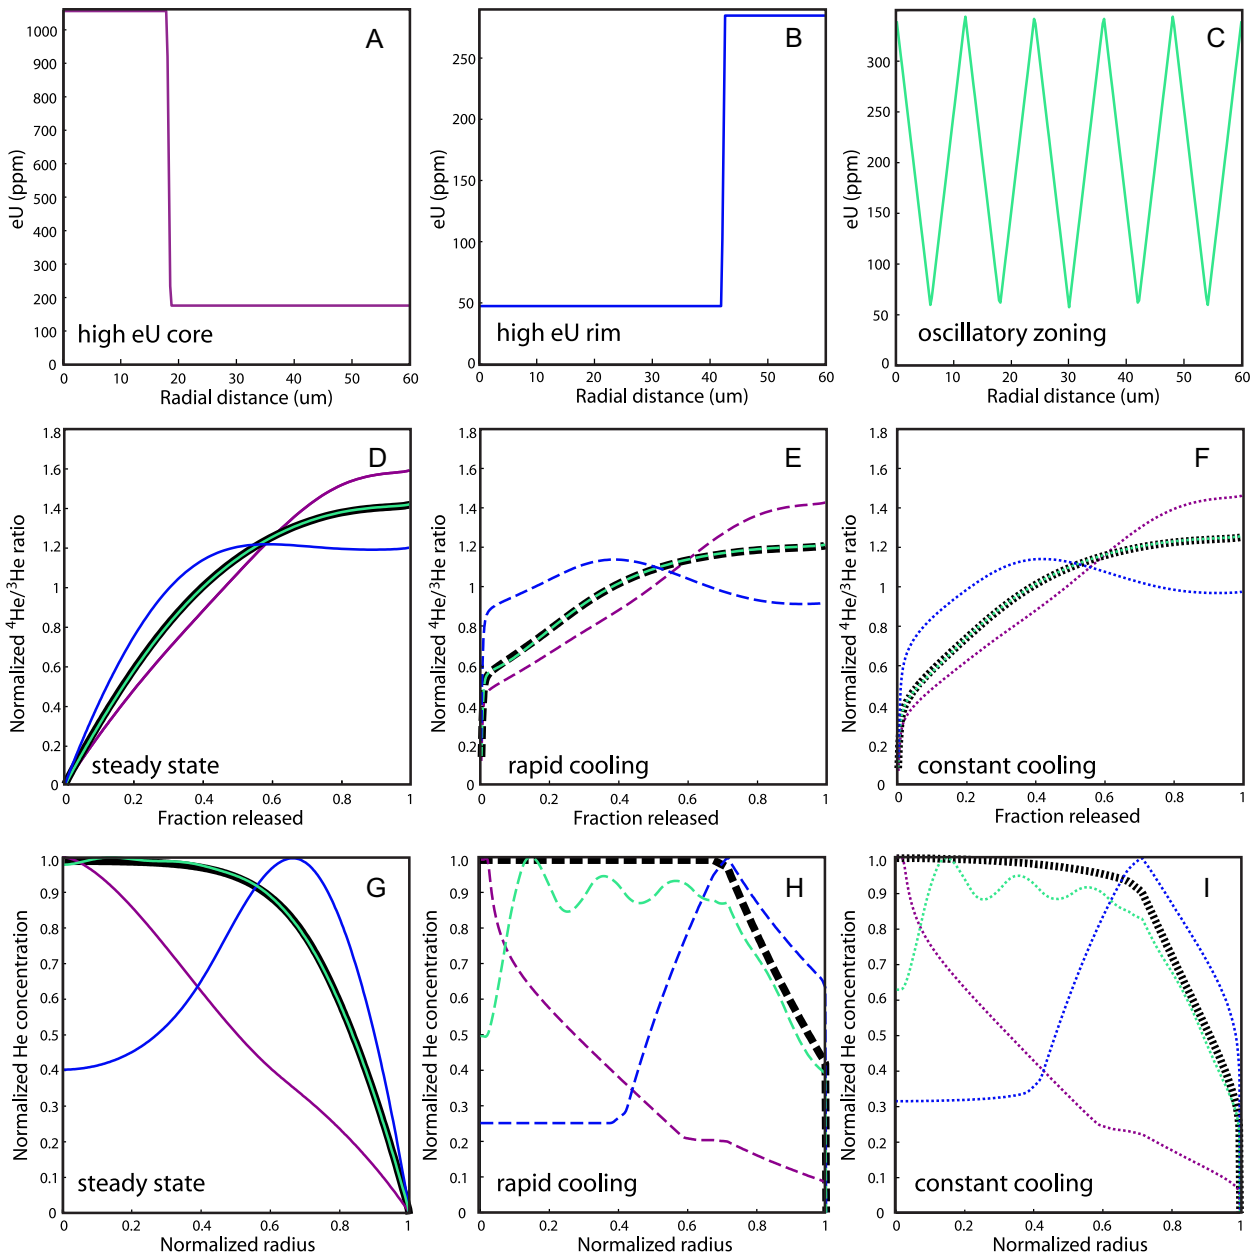 A
eU (ppm)
1000
900
800
700
600
500
400
300
200
100
0
high eU core
0 10 20 30 40 50 60
Radial distance (um)
B
eU (ppm)
250
200
150
100
50
0
high eU rim
0 10 20 30 40 50 60
Radial distance (um)
C
eU (ppm)
300
250
350
200
150
100
350
300
50
0
oscillatory zoning
0 10 20 30 40 50 60
Radial distance (um)
D
Normalized ⁴He/³He ratio
1.8
1.6
1.4
1.2
1.0
0.8
0.6
0.4
0.2
0
steady state
0 0.2 0.4 0.6 0.8 1
Fraction released
E
Normalized ⁴He/³He ratio
1.8
1.6
1.4
1.2
1.0
0.8
0.6
0.4
0.2
0
rapid cooling
0 0.2 0.4 0.6 0.8 1
Fraction released
F
Normalized ⁴He/³He ratio
1.8
1.6
1.4
1.2
1.0
0.8
0.6
0.4
0.2
0
constant cooling
0 0.2 0.4 0.6 0.8 1
Fraction released
G
Normalized He concentration
1.0
0.9
0.8
0.7
0.6
0.5
0.4
0.3
0.2
0.1
0
steady state
0 0.2 0.4 0.6 0.8 1
Normalized radius
H
Normalized He concentration
1.0
0.9
0.8
0.7
0.6
0.5
0.4
0.3
0.2
0.1
0
rapid cooling
0 0.2 0.4 0.6 0.8 1
Normalized radius
I
Normalized He concentration
1.0
0.9
0.8
0.7
0.6
0.5
0.4
0.3
0.2
0.1
0
constant cooling
0 0.2 0.4 0.6 0.8 1
Normalized radius